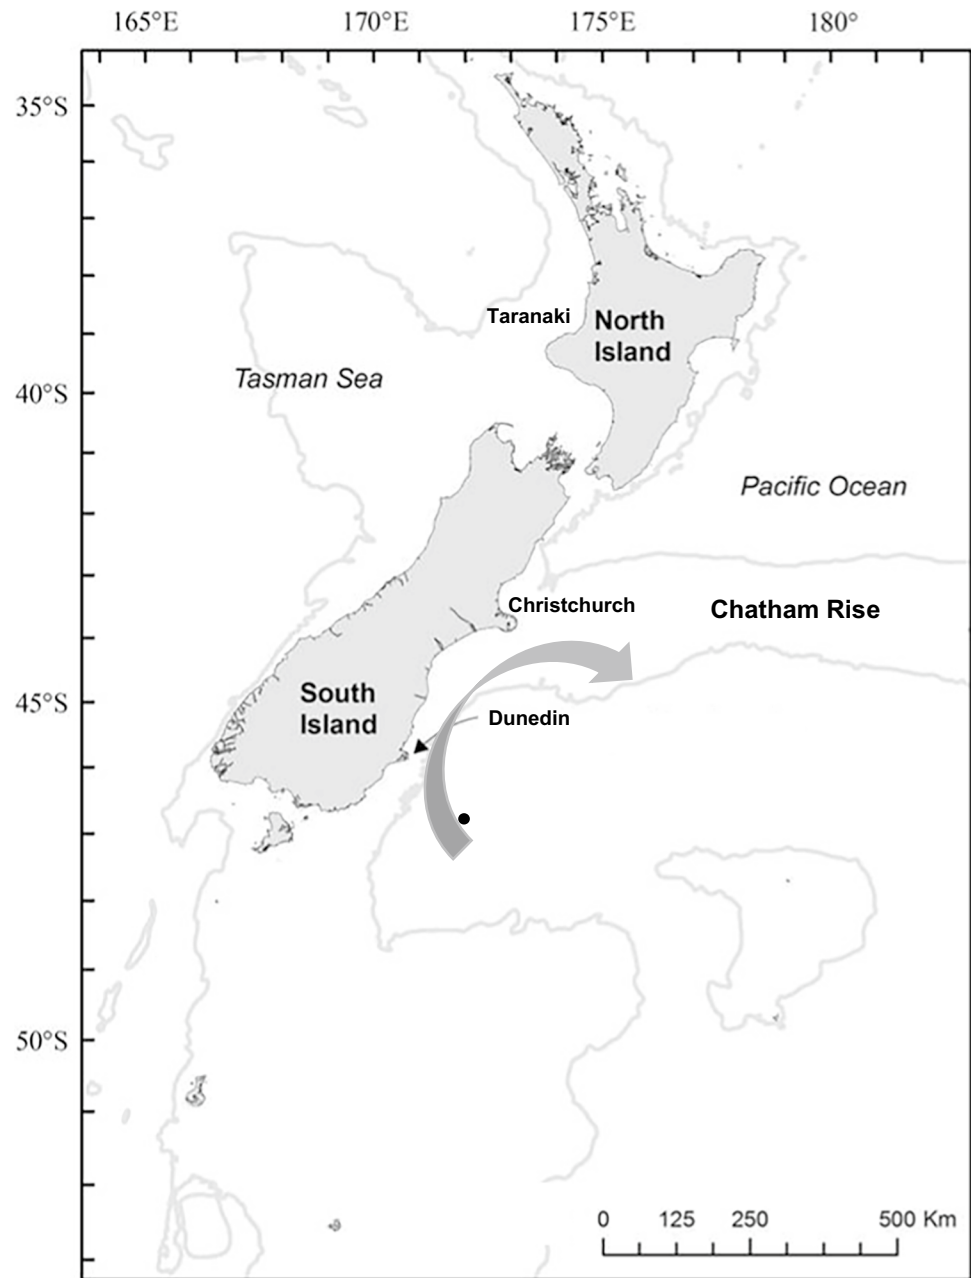 165°E 170°E 175°E 180°
35°S
Taranaki
North
Island
Tasman Sea
40°S
Pacific Ocean
Christchurch
Chatham Rise
South
Island
45°S
Dunedin
50°S
0 125 250 500 Km